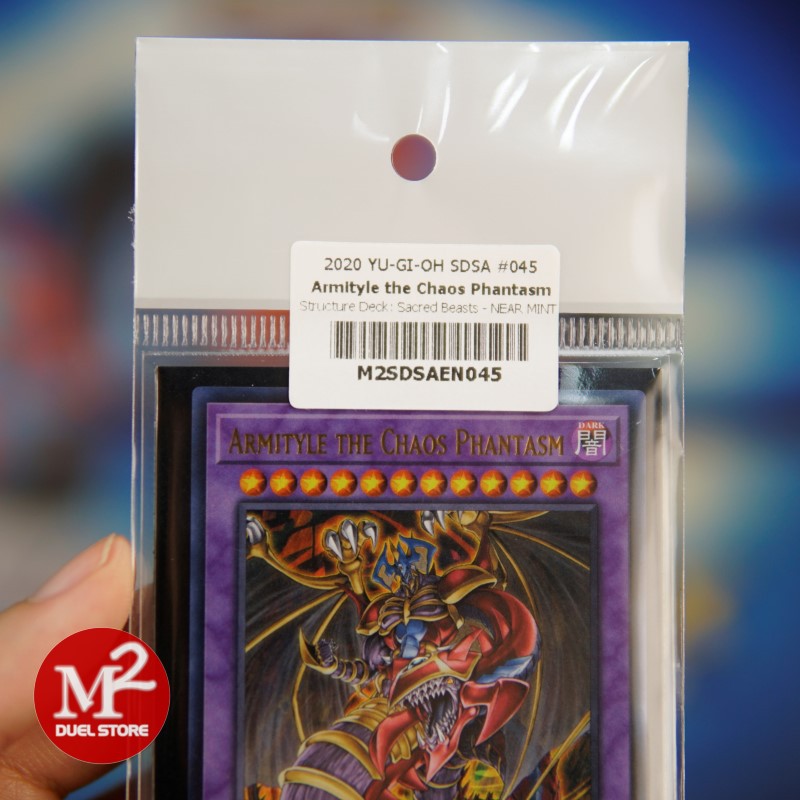 2020 YU-GI-OH SDSA #045
Armityle the Chaos Phantasm
Structure Deck: Sacred Beasts - NEAR MINT
M2SDSAEN045
ARMITYLE THE CHAOS PHANTASM
DARK
闇
M2
DUEL STORE